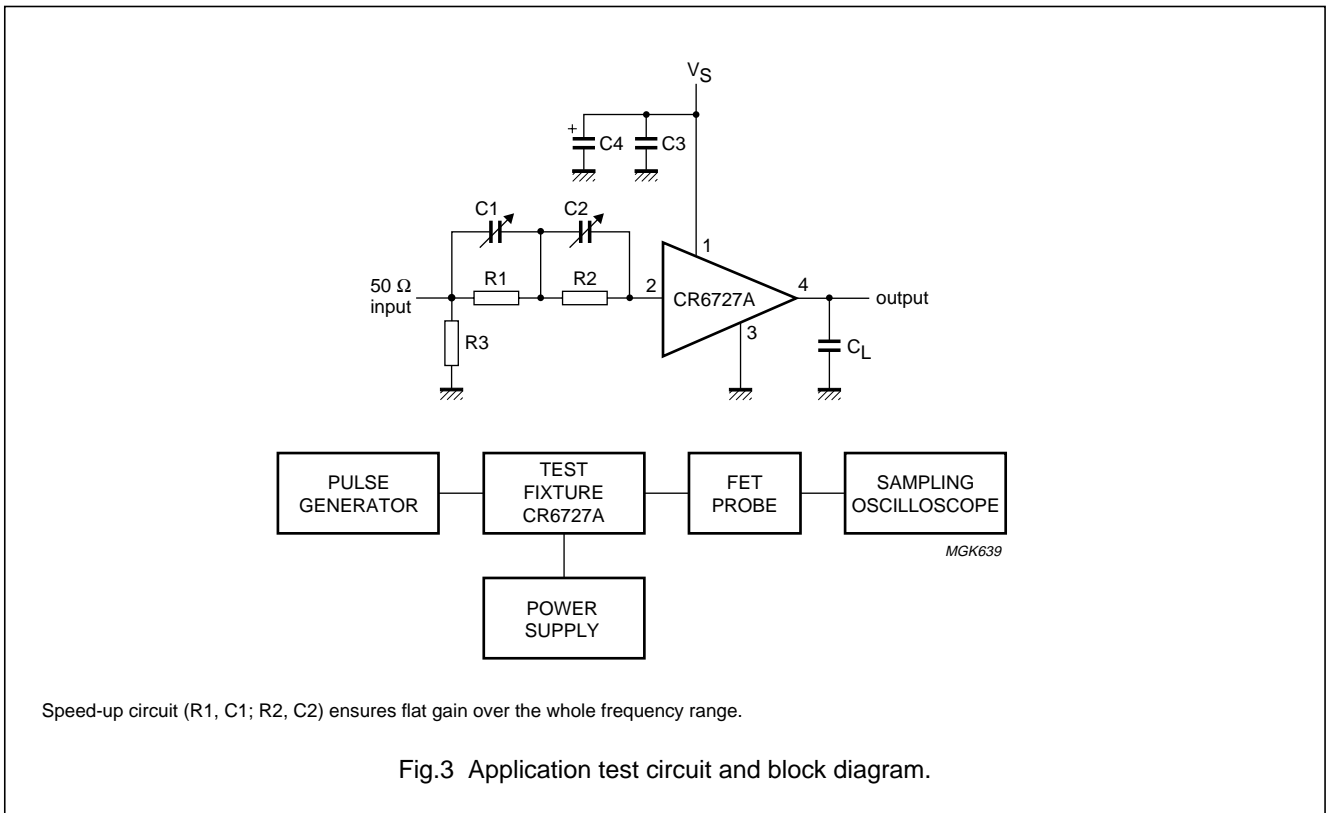 VS
+
C4
C3
C1
C2
1
50 Ω
input
R1
R2
2
CR6727A
4
output
3
R3
CL
PULSE
GENERATOR
TEST
FIXTURE
CR6727A
FET
PROBE
SAMPLING
OSCILLOSCOPE
MGK639
POWER
SUPPLY
Speed-up circuit (R1, C1; R2, C2) ensures flat gain over the whole frequency range.
Fig.3 Application test circuit and block diagram.